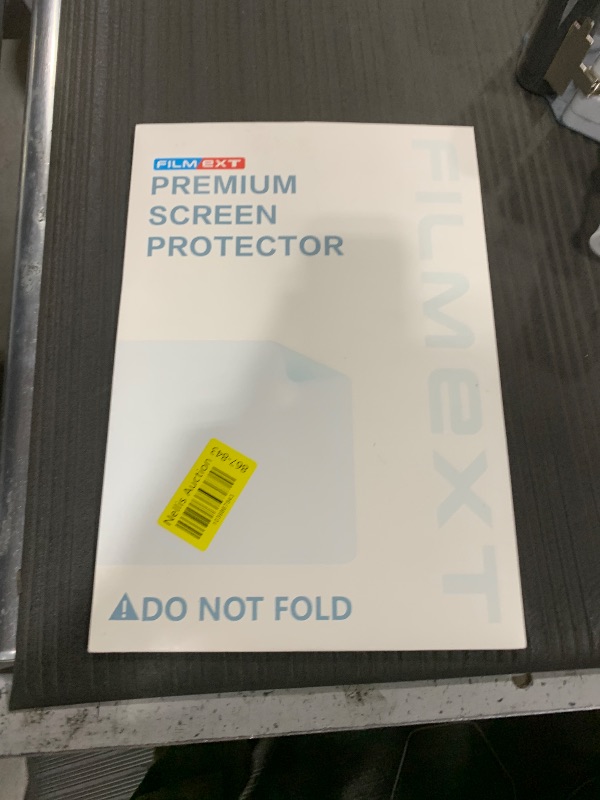 FILM EXT
PREMIUM
SCREEN
PROTECTOR
FILMEXT
Nellis Auction
867-843
⚠DO NOT FOLD